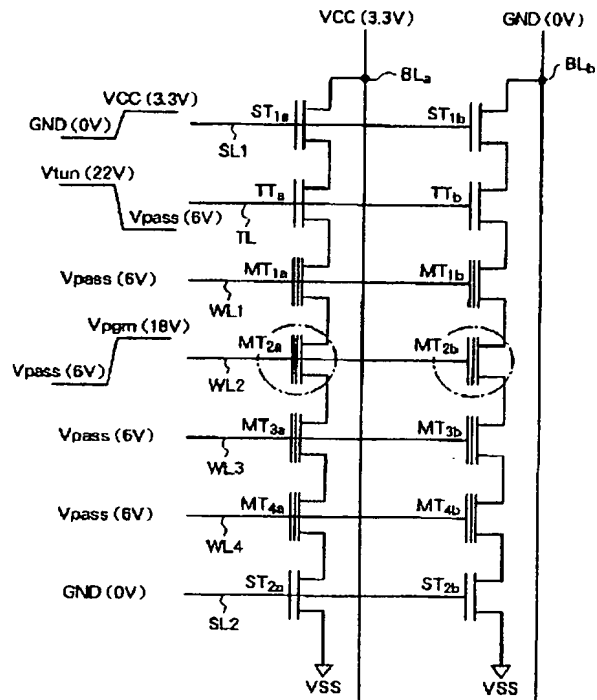 VCC (3.3V) GND (0V)
BLa BLb
VCC (3.3V) ST1a ST1b
GND (0V)
SL1
Vtun (22V) TTa TTb
Vpass (6V)
TL
Vpass (6V) MT1a MT1b
WL1
Vpgm (18V) MT2a MT2b
Vpass (6V)
WL2
Vpass (6V) MT3a MT3b
WL3
Vpass (6V) MT4a MT4b
WL4
GND (0V) ST2a ST2b
SL2
VSS VSS